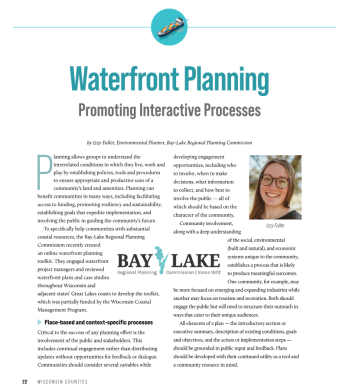 Waterfront Planning
Promoting Interactive Processes
by Izzy Fuller, Environmental Planner, Bay-Lake Regional Planning Commission
Planning allows groups to understand the
interrelated conditions in which they live, work and
play by establishing policies, tools and procedures
to ensure appropriate and productive uses of a
community's land and amenities. Planning can
benefit communities in many ways, including facilitating
access to funding, promoting resiliency and sustainability,
establishing goals that expedite implementation, and
involving the public in guiding the community's future.
To specifically help communities with substantial
coastal resources, the Bay-Lake Regional Planning
Commission recently created
an online waterfront planning
toolkit. They engaged waterfront
project managers and reviewed
waterfront plans and case studies
throughout Wisconsin and
adjacent states' Great Lakes coasts to develop the toolkit,
which was partially funded by the Wisconsin Coastal
Management Program.
Place-based and context-specific processes
Critical to the success of any planning effort is the
involvement of the public and stakeholders. This
includes continual engagement rather than distributing
updates without opportunities for feedback or dialogue.
Communities should consider several variables while
developing engagement
opportunities, including who
to involve, when to make
decisions, what information
to collect, and how best to
involve the public — all of
which should be based on the
character of the community.
Community involvement,
along with a deep understanding
of the social, environmental
(built and natural), and economic
systems unique to the community,
establishes a process that is likely
to produce meaningful outcomes.
One community, for example, may
be more focused on emerging and expanding industries while
another may focus on tourism and recreation. Both should
engage the public but will need to structure their outreach in
ways that cater to their unique audiences.
All elements of a plan — the introductory section or
executive summary, description of existing conditions, goals
and objectives, and the action or implementation steps —
should be grounded in public input and feedback. Plans
should be developed with their continued utility as a tool and
a community resource in mind.
Izzy Fuller
BAY LAKE
Regional Planning Commission | Since 1972
22 WISCONSIN COUNTIES